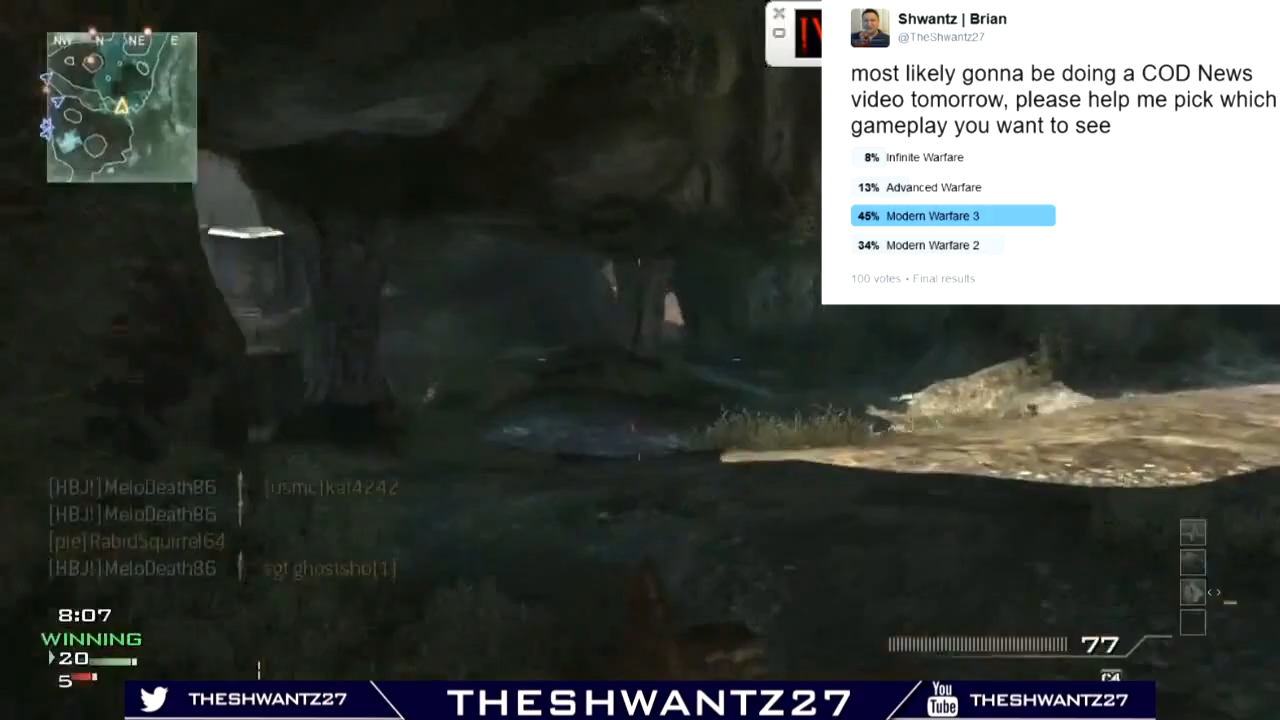 NW N NE E
Shwantz | Brian
@TheShwantz27
most likely gonna be doing a COD News
video tomorrow, please help me pick which
gameplay you want to see
8% Infinite Warfare
13% Advanced Warfare
45% Modern Warfare 3
34% Modern Warfare 2
100 votes • Final results
[HBJ!]MeloDeath86 [usmc]kat4242
[HBJ!]MeloDeath86
[pie]RabidSquirrel64
[HBJ!]MeloDeath86 sgt ghostsho[1]
8:07
WINNING
20
5
77
THESHWANTZ27
THESHWANTZ27
You Tube
THESHWANTZ27